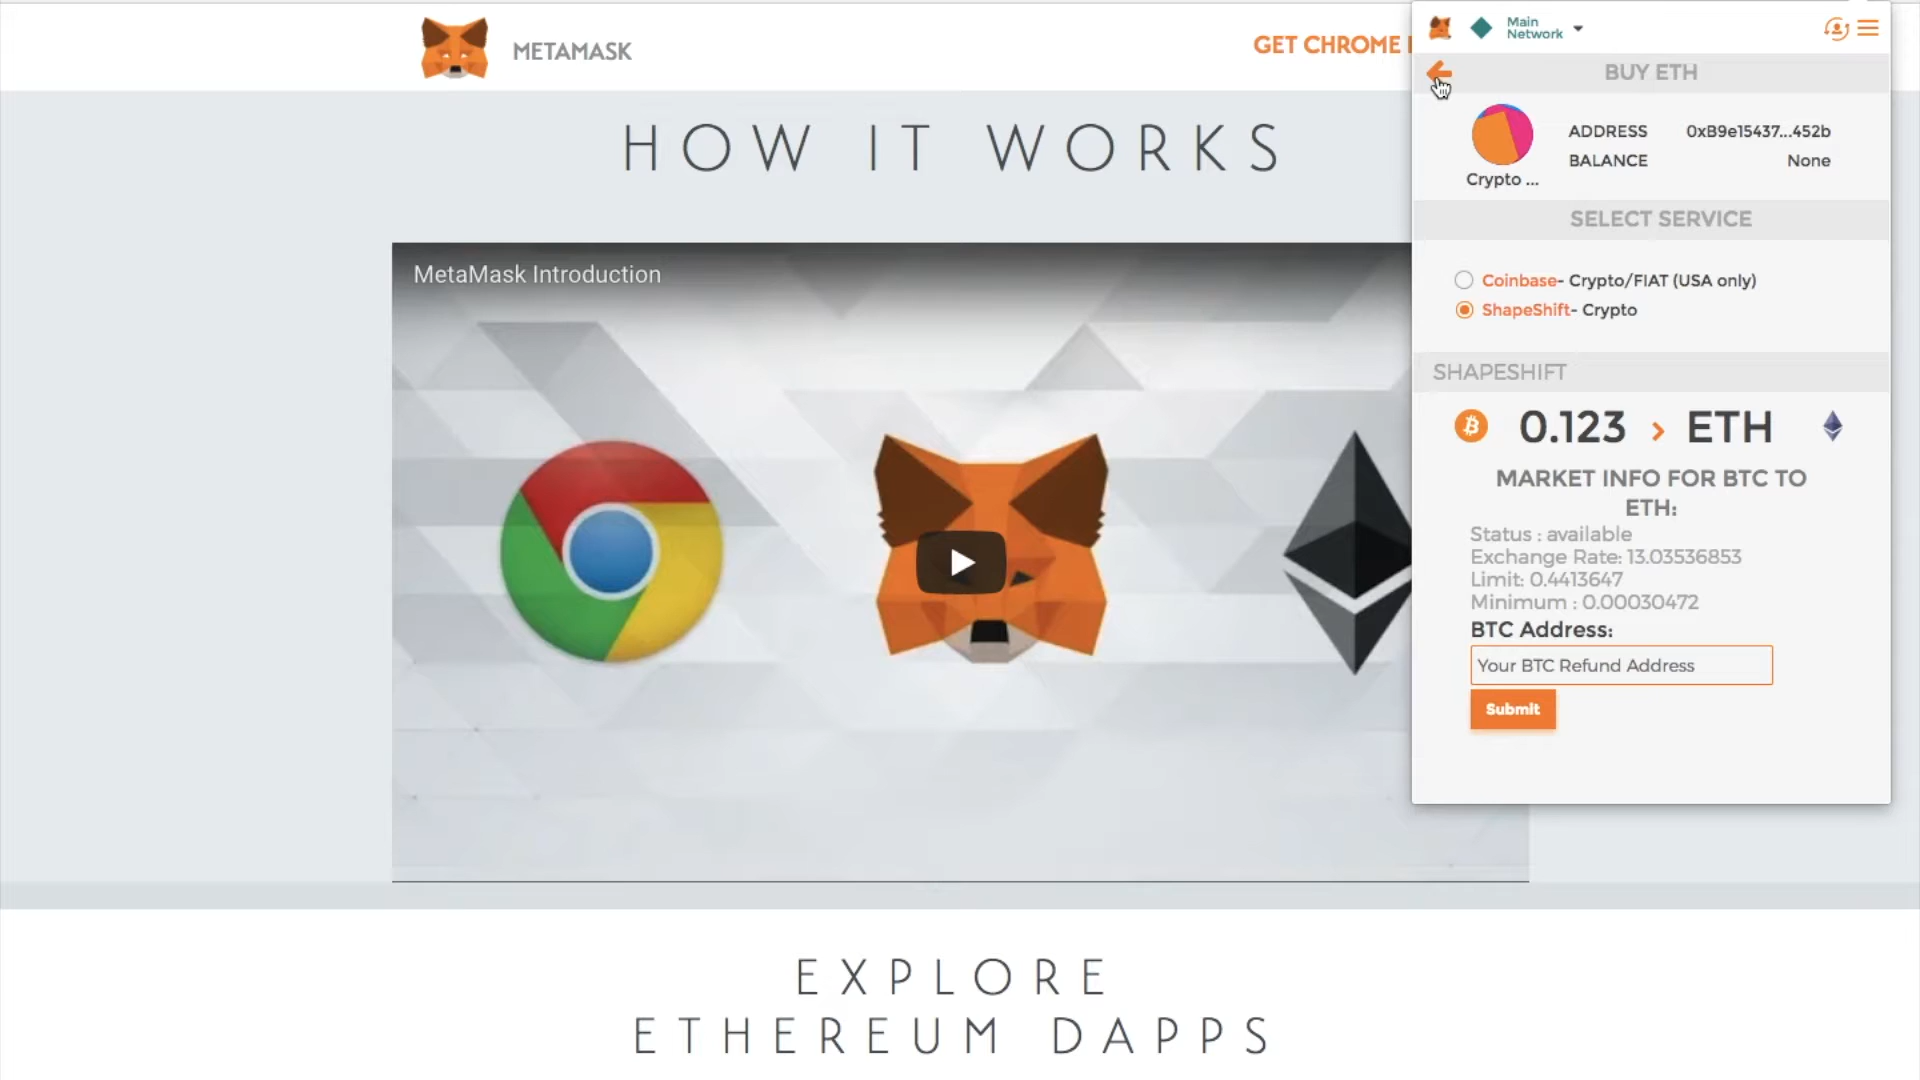 METAMASK
GET CHROME
HOW IT WORKS
MetaMask Introduction
EXPLORE
ETHEREUM DAPPS
Main
Network
BUY ETH
ADDRESS 0xB9e15437...452b
BALANCE None
Crypto ...
SELECT SERVICE
Coinbase- Crypto/FIAT (USA only)
ShapeShift- Crypto
SHAPESHIFT
0.123 > ETH
MARKET INFO FOR BTC TO
ETH:
Status : available
Exchange Rate: 13.03536853
Limit: 0.4413647
Minimum : 0.00030472
BTC Address:
Your BTC Refund Address
Submit